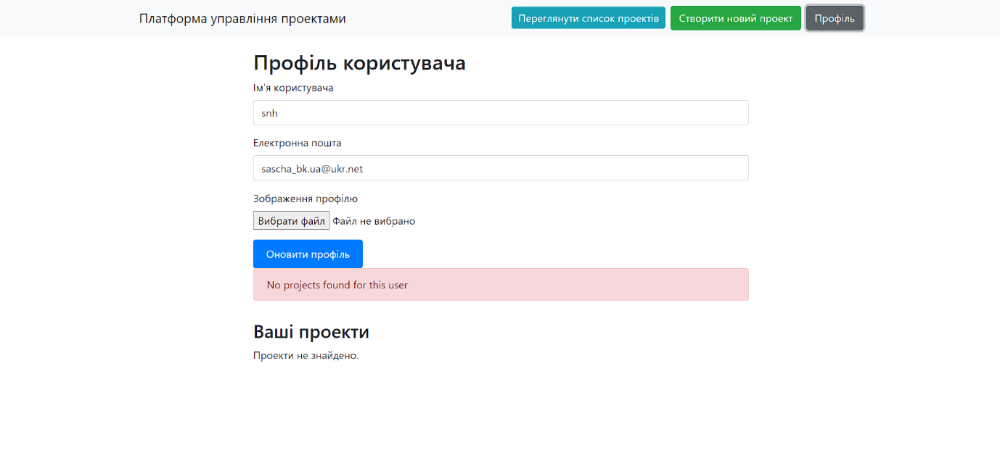 Платформа управління проектами
Переглянути список проектів
Створити новий проект
Профіль
Профіль користувача
Ім'я користувача
snh
Електронна пошта
sascha_bk.ua@ukr.net
Зображення профілю
Вибрати файл Файл не вибрано
Оновити профіль
No projects found for this user
Ваші проекти
Проекти не знайдено.